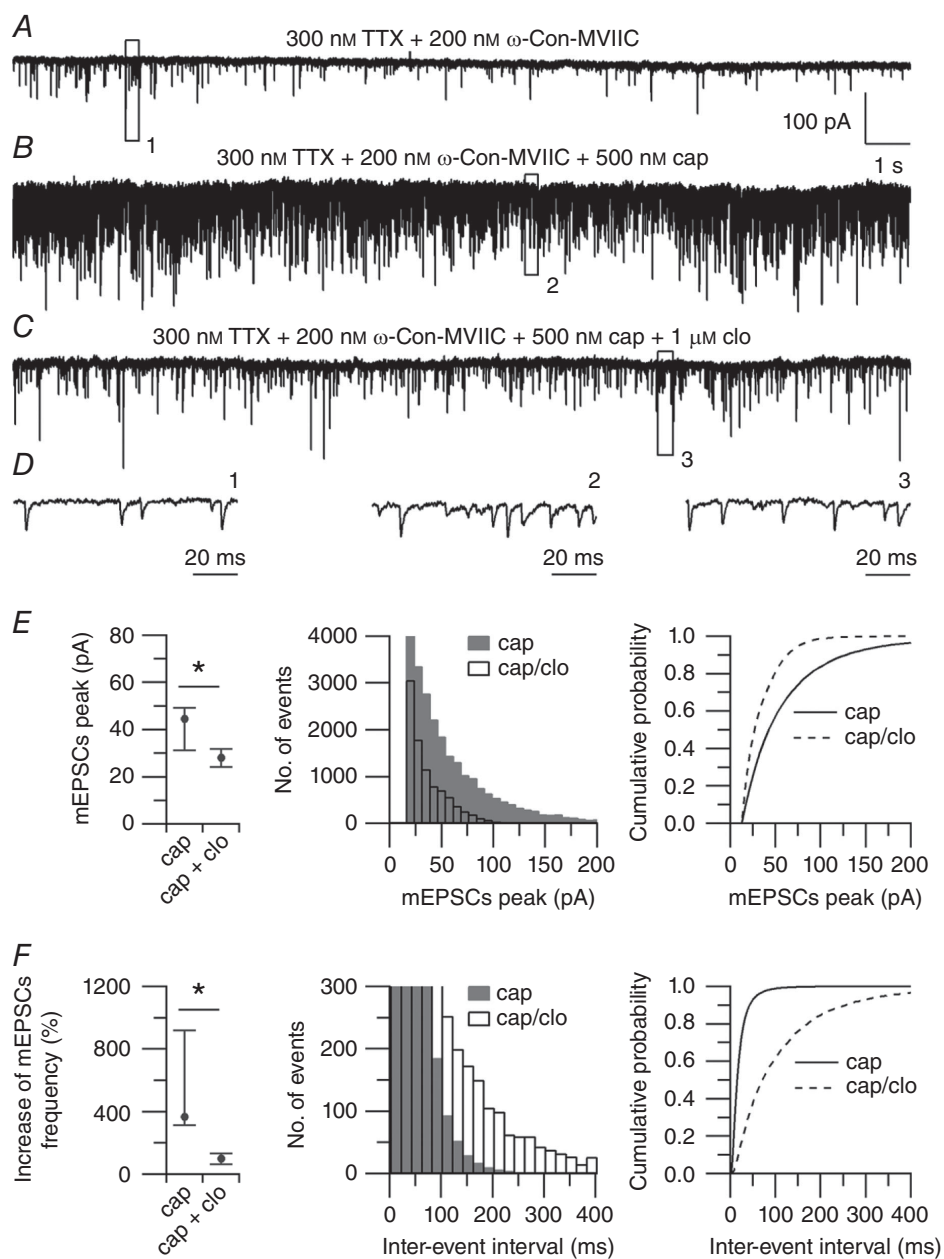 A
300 nM TTX + 200 nM ω-Con-MVIIC
100 pA
1 s
1
B
300 nM TTX + 200 nM ω-Con-MVIIC + 500 nM cap
2
C
300 nM TTX + 200 nM ω-Con-MVIIC + 500 nM cap + 1 μM clo
3
D
1
2
3
20 ms
20 ms
20 ms
E
mEPSCs peak (pA)
80
60
40
20
0
*
cap
cap + clo
No. of events
4000
3000
2000
1000
0
cap
cap/clo
0 50 100 150 200
mEPSCs peak (pA)
Cumulative probability
1.0
0.8
0.6
0.4
0.2
0.0
cap
cap/clo
0 50 100 150 200
mEPSCs peak (pA)
F
Increase of mEPSCs
frequency (%)
1200
800
400
0
*
cap
cap + clo
No. of events
300
200
100
0
cap
cap/clo
0 100 200 300 400
Inter-event interval (ms)
Cumulative probability
1.0
0.8
0.6
0.4
0.2
0.0
cap
cap/clo
0 100 200 300 400
Inter-event interval (ms)